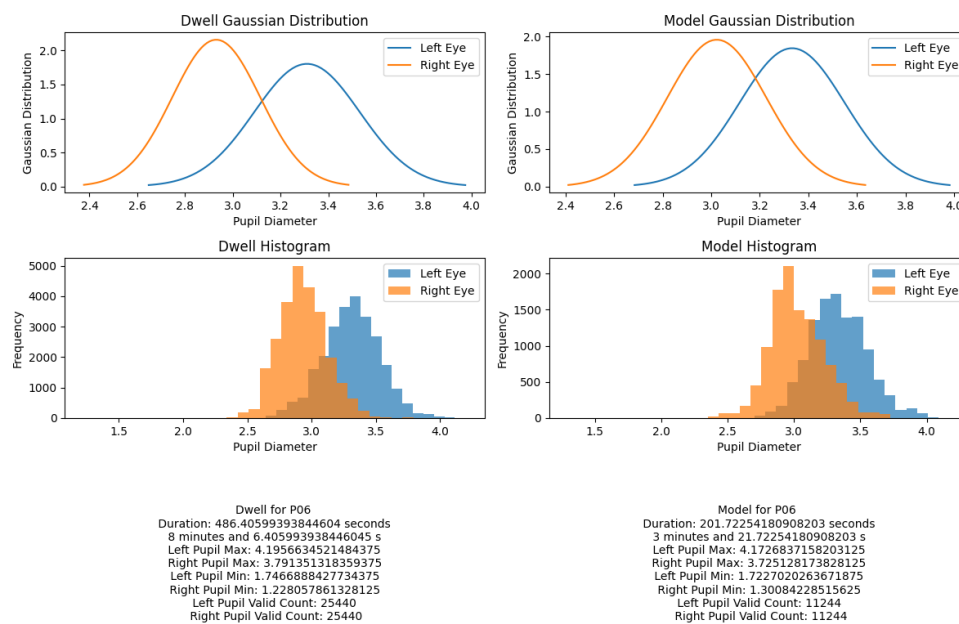 Dwell Gaussian Distribution
Gaussian Distribution
2.0
1.5
1.0
0.5
0.0
Left Eye
Right Eye
2.4 2.6 2.8 3.0 3.2 3.4 3.6 3.8 4.0
Pupil Diameter
Model Gaussian Distribution
Gaussian Distribution
2.0
1.5
1.0
0.5
0.0
Left Eye
Right Eye
2.4 2.6 2.8 3.0 3.2 3.4 3.6 3.8 4.0
Pupil Diameter
Dwell Histogram
Frequency
5000
4000
3000
2000
1000
0
Left Eye
Right Eye
1.5 2.0 2.5 3.0 3.5 4.0
Pupil Diameter
Model Histogram
Frequency
2000
1500
1000
500
0
Left Eye
Right Eye
1.5 2.0 2.5 3.0 3.5 4.0
Pupil Diameter
Dwell for P06
Duration: 486.40599393844604 seconds
8 minutes and 6.405993938446045 s
Left Pupil Max: 4.1956634521484375
Right Pupil Max: 3.791351318359375
Left Pupil Min: 1.7466888427734375
Right Pupil Min: 1.228057861328125
Left Pupil Valid Count: 25440
Right Pupil Valid Count: 25440
Model for P06
Duration: 201.72254180908203 seconds
3 minutes and 21.72254180908203 s
Left Pupil Max: 4.1726837158203125
Right Pupil Max: 3.725128173828125
Left Pupil Min: 1.7227020263671875
Right Pupil Min: 1.30084228515625
Left Pupil Valid Count: 11244
Right Pupil Valid Count: 11244